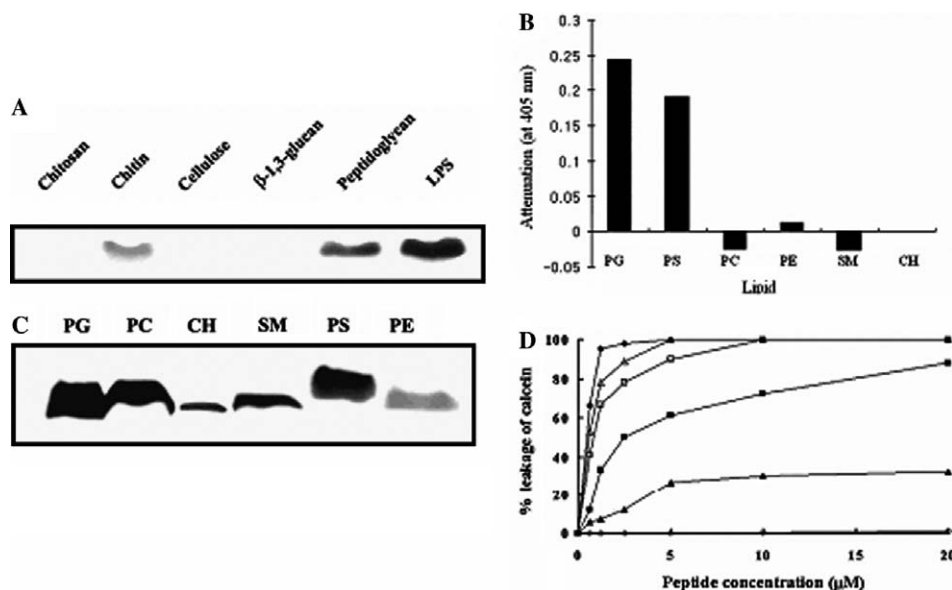 A
Chitosan
Chitin
Cellulose
β-1,3-glucan
Peptidoglycan
LPS
B
0.3
0.25
0.2
0.15
0.1
0.05
0
−0.05
Attenuation (at 405 nm)
PG PS PC PE SM CH
Lipid
C PG PC CH SM PS PE
D
100
80
60
40
20
0
% leakage of calcein
0 5 10 15 20
Peptide concentration (μM)